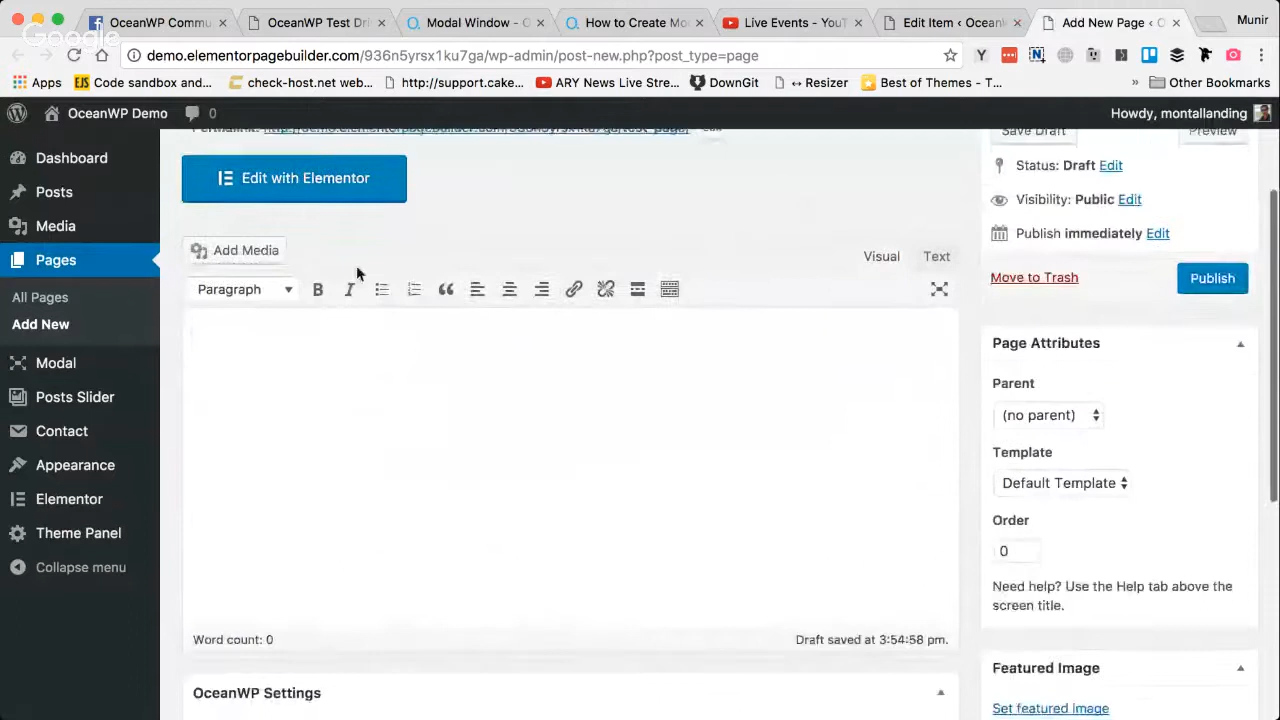 OceanWP Commu
OceanWP Test Dri
Modal Window - O
How to Create Mo
Live Events - YouT
Edit Item ‹ Ocean
Add New Page ‹ O
Munir
Google
demo.elementorpagebuilder.com/936n5yrsx1ku7ga/wp-admin/post-new.php?post_type=page
Apps
Code sandbox and...
check-host.net web...
http://support.cake...
ARY News Live Stre...
DownGit
↔ Resizer
Best of Themes - T...
» Other Bookmarks
OceanWP Demo
0
Howdy, montallanding
Save Draft
Preview
Dashboard
Posts
Media
Pages
All Pages
Add New
Modal
Posts Slider
Contact
Appearance
Elementor
Theme Panel
Collapse menu
Edit with Elementor
Add Media
Visual
Text
Paragraph
B
I
Word count: 0
Draft saved at 3:54:58 pm.
OceanWP Settings
Status: Draft Edit
Visibility: Public Edit
Publish immediately Edit
Move to Trash
Publish
Page Attributes
Parent
(no parent)
Template
Default Template
Order
0
Need help? Use the Help tab above the
screen title.
Featured Image
Set featured image